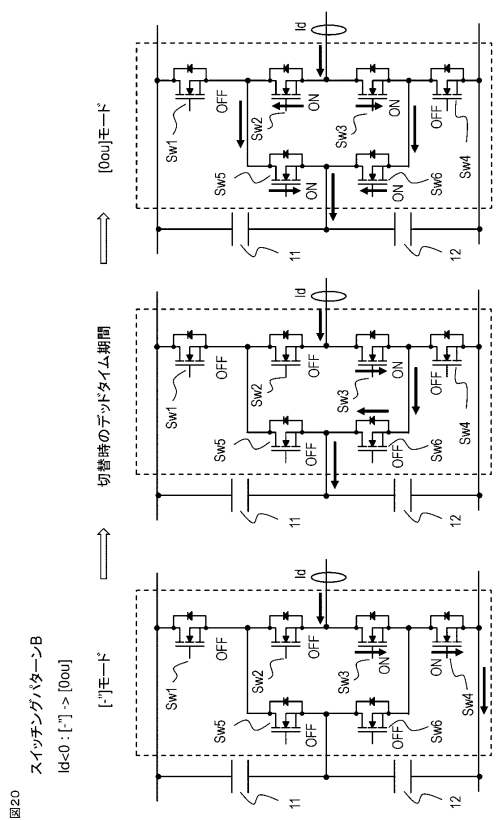 図20
スイッチングパターンB
Id<0 : [-"] -> [0ou]
[-"]モード
切替時のデッドタイム期間
[0ou]モード
11
12
Sw1
OFF
Sw5
OFF
Sw2
OFF
Id
Sw3
ON
Sw6
OFF
Sw4
ON
11
12
Sw1
OFF
Sw5
OFF
Sw2
OFF
Id
Sw3
ON
Sw6
OFF
Sw4
OFF
11
12
Sw1
OFF
Sw5
ON
Sw2
ON
Id
Sw3
ON
Sw6
ON
Sw4
OFF